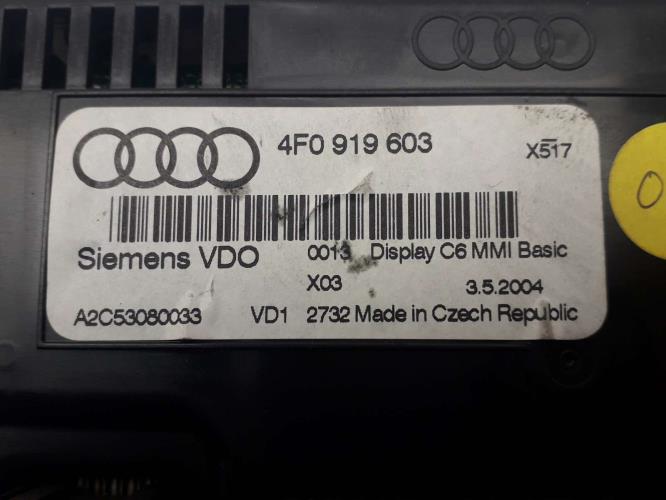 4F0 919 603
X517
Siemens VDO 0013 Display C6 MMI Basic
X03 3.5.2004
A2C53080033 VD1 2732 Made in Czech Republic
0